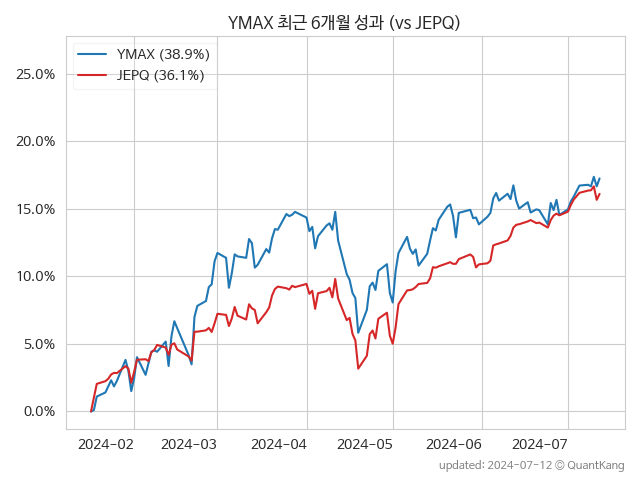 YMAX 최근 6개월 성과 (vs JEPQ)
YMAX (38.9%)
JEPQ (36.1%)
25.0%
20.0%
15.0%
10.0%
5.0%
0.0%
2024-02 2024-03 2024-04 2024-05 2024-06 2024-07
updated: 2024-07-12 © QuantKang